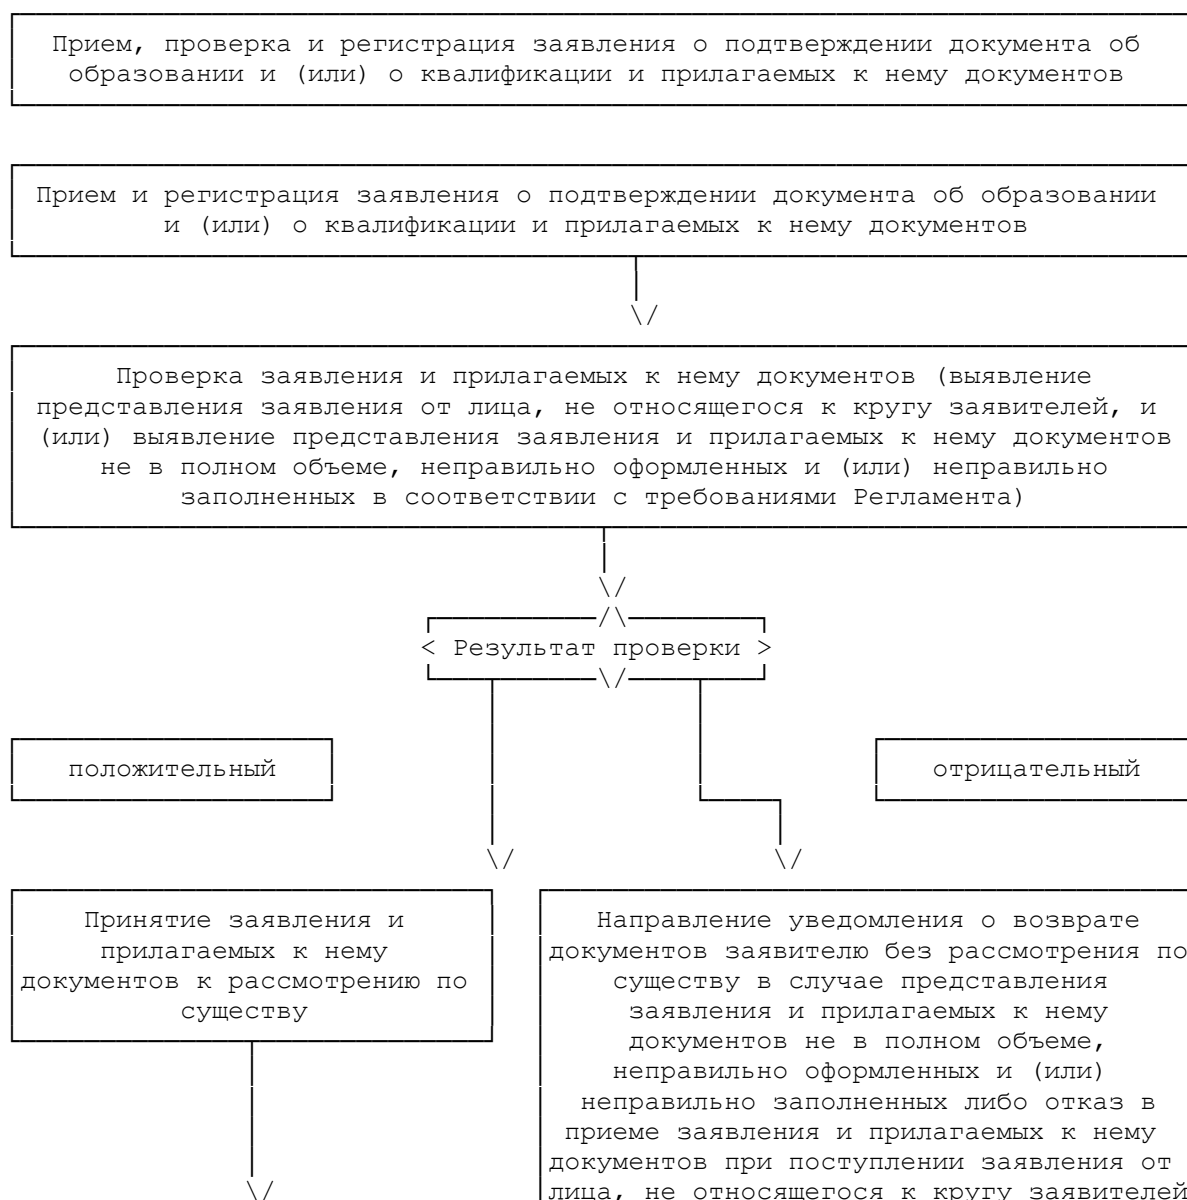 Прием, проверка и регистрация заявления о подтверждении документа об
образовании и (или) о квалификации и прилагаемых к нему документов
Прием и регистрация заявления о подтверждении документа об образовании
и (или) о квалификации и прилагаемых к нему документов
Проверка заявления и прилагаемых к нему документов (выявление
представления заявления от лица, не относящегося к кругу заявителей, и
(или) выявление представления заявления и прилагаемых к нему документов
не в полном объеме, неправильно оформленных и (или) неправильно
заполненных в соответствии с требованиями Регламента)
< Результат проверки >
положительный
отрицательный
Принятие заявления и
прилагаемых к нему
документов к рассмотрению по
существу
Направление уведомления о возврате
документов заявителю без рассмотрения по
существу в случае представления
заявления и прилагаемых к нему
документов не в полном объеме,
неправильно оформленных и (или)
неправильно заполненных либо отказ в
приеме заявления и прилагаемых к нему
документов при поступлении заявления от
лица, не относящегося к кругу заявителей